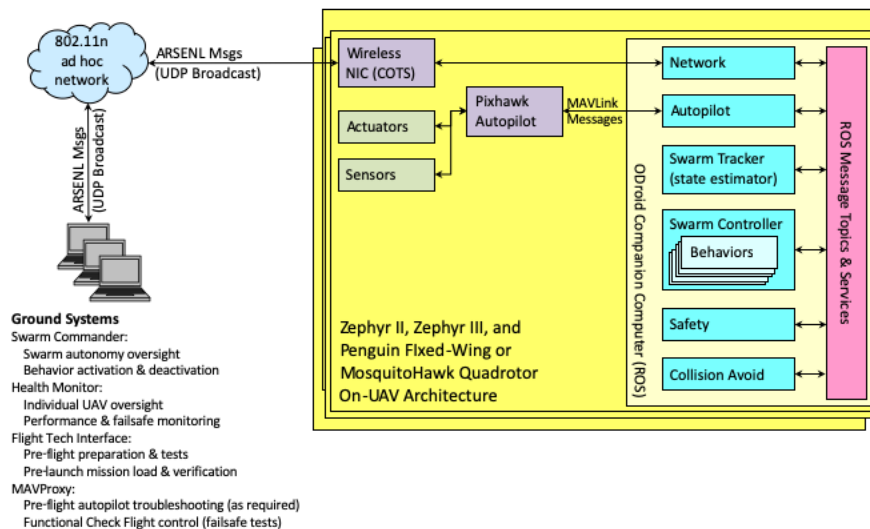 802.11n
ad hoc
network
ARSENL Msgs
(UDP Broadcast)
ARSENL Msgs
(UDP Broadcast)
Wireless
NIC (COTS)
Actuators
Sensors
Pixhawk
Autopilot
MAVLink
Messages
Network
Autopilot
Swarm Tracker
(state estimator)
Swarm Controller
Behaviors
Safety
Collision Avoid
ODroid Companion Computer (ROS)
ROS Message Topics & Services
Zephyr II, Zephyr III, and
Penguin FIxed-Wing or
MosquitoHawk Quadrotor
On-UAV Architecture
Ground Systems
Swarm Commander:
Swarm autonomy oversight
Behavior activation & deactivation
Health Monitor:
Individual UAV oversight
Performance & failsafe monitoring
Flight Tech Interface:
Pre-flight preparation & tests
Pre-launch mission load & verification
MAVProxy:
Pre-flight autopilot troubleshooting (as required)
Functional Check Flight control (failsafe tests)